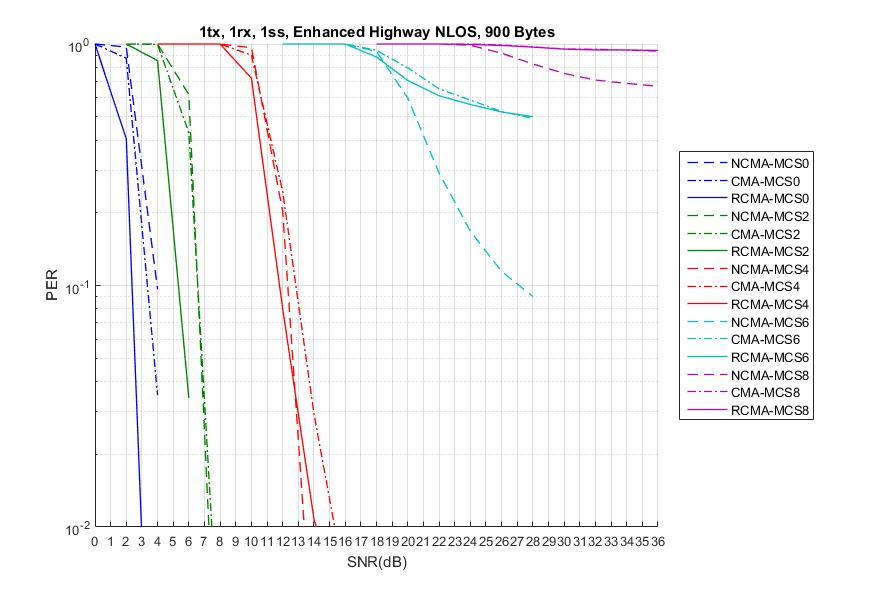 1tx, 1rx, 1ss, Enhanced Highway NLOS, 900 Bytes
10^0
10^-1
10^-2
PER
0 1 2 3 4 5 6 7 8 9 10 11 12 13 14 15 16 17 18 19 20 21 22 23 24 25 26 27 28 29 30 31 32 33 34 35 36
SNR(dB)
NCMA-MCS0
CMA-MCS0
RCMA-MCS0
NCMA-MCS2
CMA-MCS2
RCMA-MCS2
NCMA-MCS4
CMA-MCS4
RCMA-MCS4
NCMA-MCS6
CMA-MCS6
RCMA-MCS6
NCMA-MCS8
CMA-MCS8
RCMA-MCS8